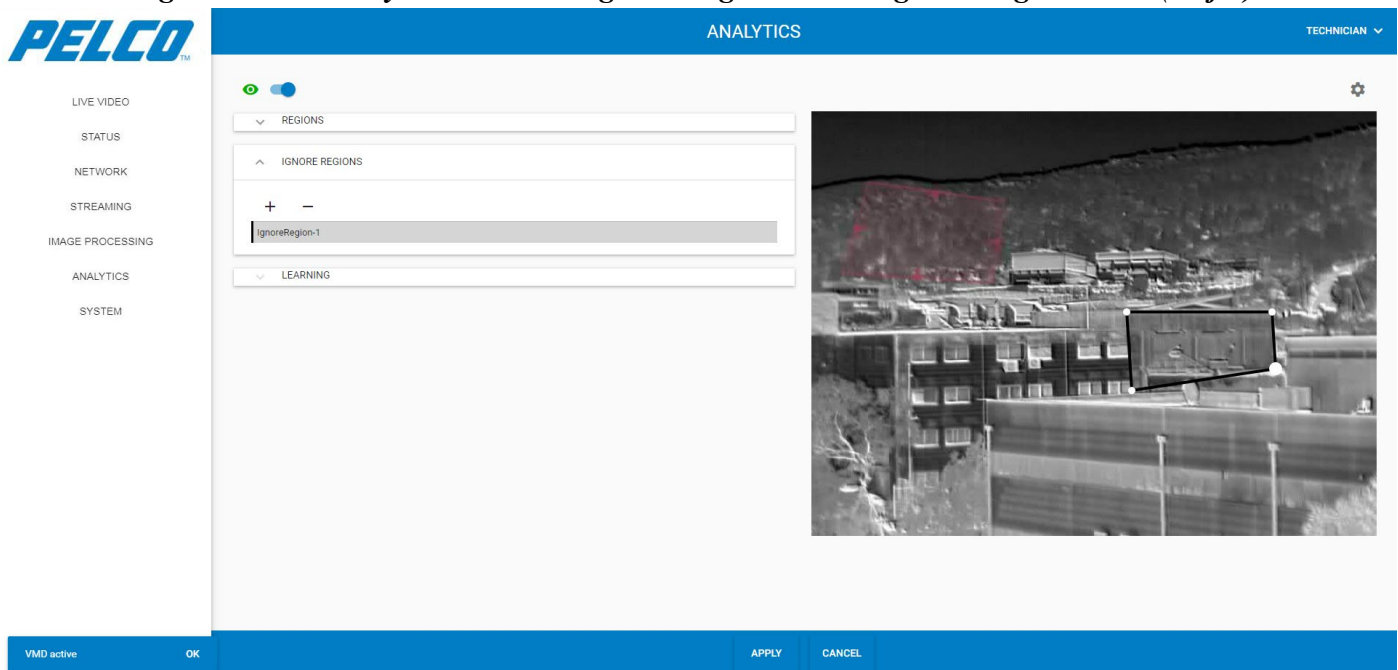 PELCO
TM
ANALYTICS
TECHNICIAN
LIVE VIDEO
STATUS
NETWORK
STREAMING
IMAGE PROCESSING
ANALYTICS
SYSTEM
REGIONS
IGNORE REGIONS
+ −
IgnoreRegion-1
LEARNING
VMD active OK
APPLY CANCEL